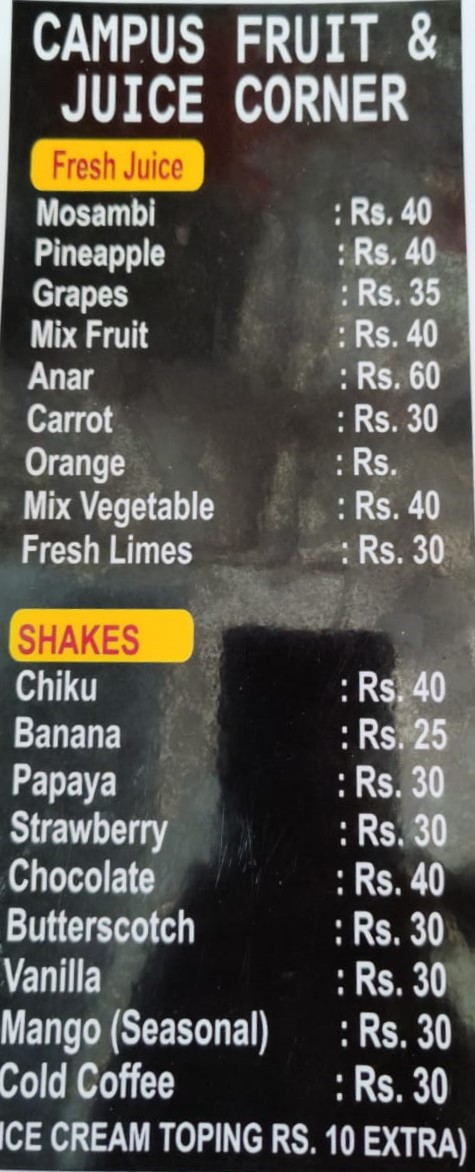 CAMPUS FRUIT &
JUICE CORNER
Fresh Juice
Mosambi : Rs. 40
Pineapple : Rs. 40
Grapes : Rs. 35
Mix Fruit : Rs. 40
Anar : Rs. 60
Carrot : Rs. 30
Orange : Rs.
Mix Vegetable : Rs. 40
Fresh Limes : Rs. 30
SHAKES
Chiku : Rs. 40
Banana : Rs. 25
Papaya : Rs. 30
Strawberry : Rs. 30
Chocolate : Rs. 40
Butterscotch : Rs. 30
Vanilla : Rs. 30
Mango (Seasonal) : Rs. 30
Cold Coffee : Rs. 30
ICE CREAM TOPING RS. 10 EXTRA)